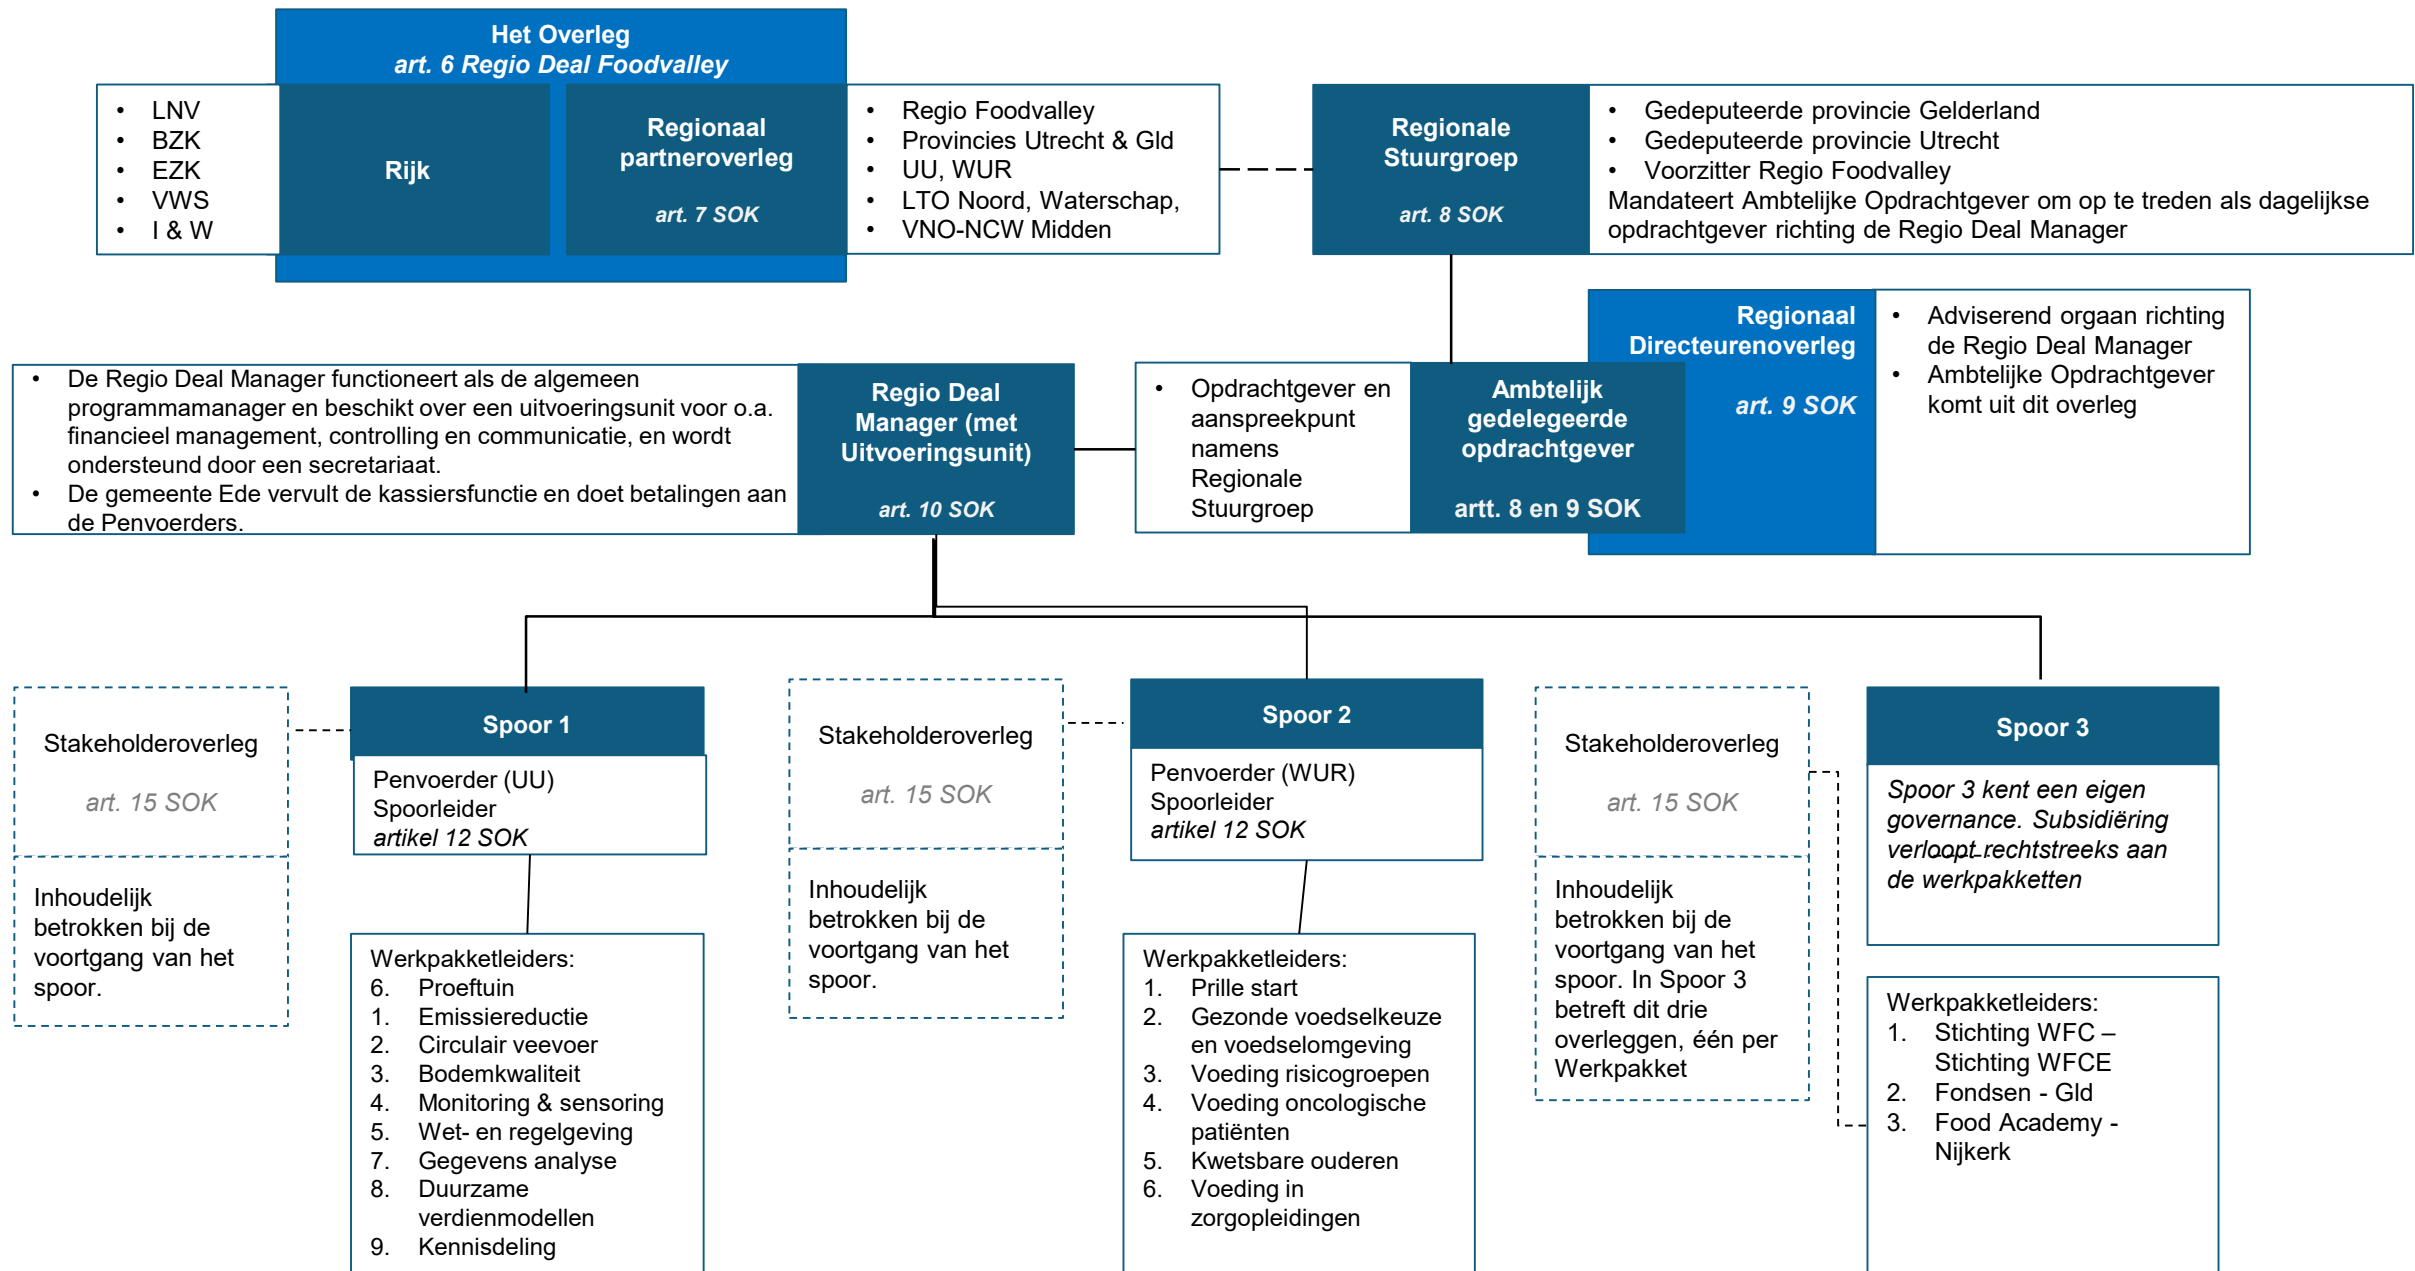 Het Overleg
art. 6 Regio Deal Foodvalley
• LNV
• BZK
• EZK
• VWS
• I & W
Rijk
Regionaal
partneroverleg
art. 7 SOK
• Regio Foodvalley
• Provincies Utrecht & Gld
• UU, WUR
• LTO Noord, Waterschap,
VNO-NCW Midden
Regionale
Stuurgroep
art. 8 SOK
• Gedeputeerde provincie Gelderland
• Gedeputeerde provincie Utrecht
• Voorzitter Regio Foodvalley
Mandateert Ambtelijke Opdrachtgever om op te treden als dagelijkse
opdrachtgever richting de Regio Deal Manager
• De Regio Deal Manager functioneert als de algemeen
programmamanager en beschikt over een uitvoeringsunit voor o.a.
financieel management, controlling en communicatie, en wordt
ondersteund door een secretariaat.
• De gemeente Ede vervult de kassiersfunctie en doet betalingen aan
de Penvoerders.
Regio Deal
Manager (met
Uitvoeringsunit)
art. 10 SOK
• Opdrachtgever en
aanspreekpunt
namens
Regionale
Stuurgroep
Ambtelijk
gedelegeerde
opdrachtgever
artt. 8 en 9 SOK
Regionaal
Directeurenoverleg
art. 9 SOK
• Adviserend orgaan richting
de Regio Deal Manager
• Ambtelijke Opdrachtgever
komt uit dit overleg
Stakeholderoverleg
art. 15 SOK
Inhoudelijk
betrokken bij de
voortgang van het
spoor.
Spoor 1
Penvoerder (UU)
Spoorleider
artikel 12 SOK
Werkpakketleiders:
6. Proeftuin
1. Emissiereductie
2. Circulair veevoer
3. Bodemkwaliteit
4. Monitoring & sensoring
5. Wet- en regelgeving
7. Gegevens analyse
8. Duurzame
verdienmodellen
9. Kennisdeling
Stakeholderoverleg
art. 15 SOK
Inhoudelijk
betrokken bij de
voortgang van het
spoor.
Spoor 2
Penvoerder (WUR)
Spoorleider
artikel 12 SOK
Werkpakketleiders:
1. Prille start
2. Gezonde voedselkeuze
en voedselomgeving
3. Voeding risicogroepen
4. Voeding oncologische
patiënten
5. Kwetsbare ouderen
6. Voeding in
zorgopleidingen
Stakeholderoverleg
art. 15 SOK
Inhoudelijk
betrokken bij de
voortgang van het
spoor. In Spoor 3
betreft dit drie
overleggen, één per
Werkpakket
Spoor 3
Spoor 3 kent een eigen
governance. Subsidiëring
verloopt rechtstreeks aan
de werkpakketten
Werkpakketleiders:
1. Stichting WFC –
Stichting WFCE
2. Fondsen - Gld
3. Food Academy -
Nijkerk